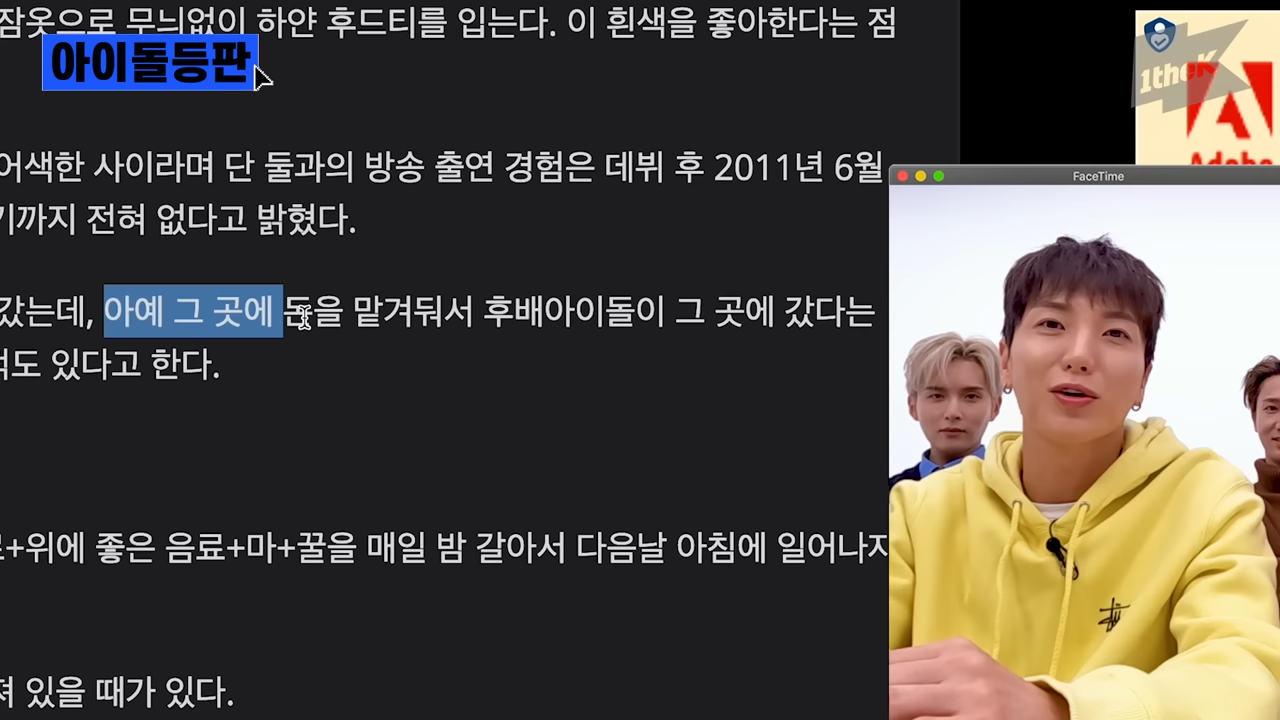 잠옷으로 무늬없이 하얀 후드티를 입는다. 이 흰색을 좋아한다는 점
아이돌등판
1theK
Adobe
어색한 사이라며 단 둘과의 방송 출연 경험은 데뷔 후 2011년 6월
FaceTime
기까지 전혀 없다고 밝혔다.
갔는데, 아예 그 곳에 돈을 맡겨둬서 후배아이돌이 그 곳에 갔다는
적도 있다고 한다.
료+위에 좋은 음료+마+꿀을 매일 밤 갈아서 다음날 아침에 일어나자
져 있을 때가 있다.